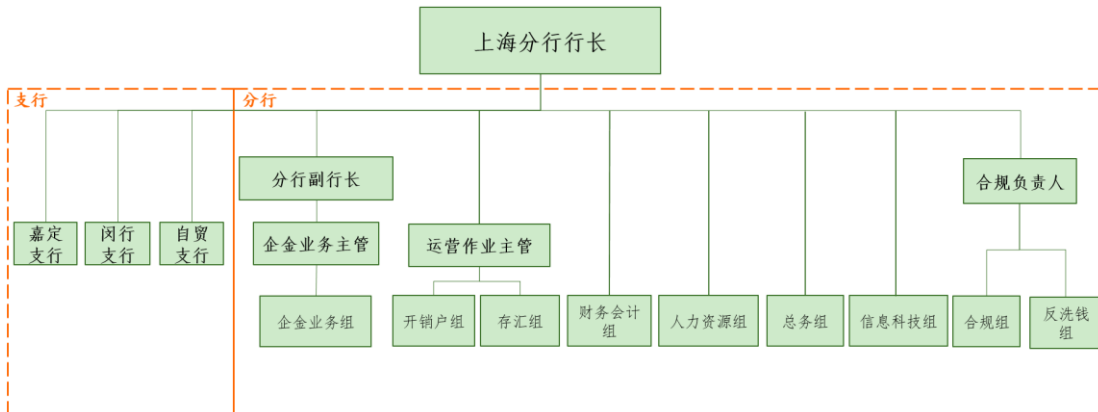 上海分行行长
支行
分行
分行副行长
合规负责人
嘉定
支行
闵行
支行
自贸
支行
企金业务主管
运营作业主管
企金业务组
开销户组
存汇组
财务会计
组
人力资源组
总务组
信息科技组
合规组
反洗钱
组